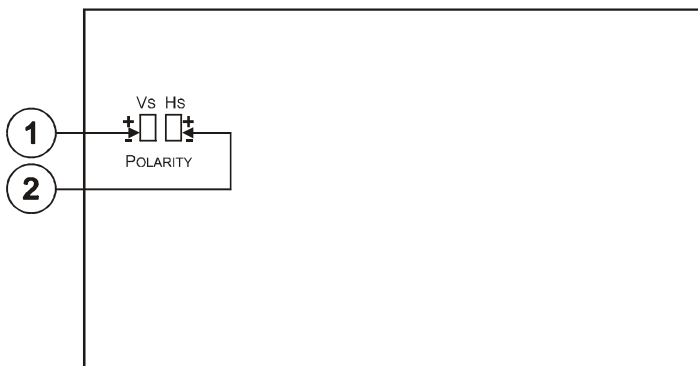 Vs Hs
+ +
1
- -
POLARITY
2